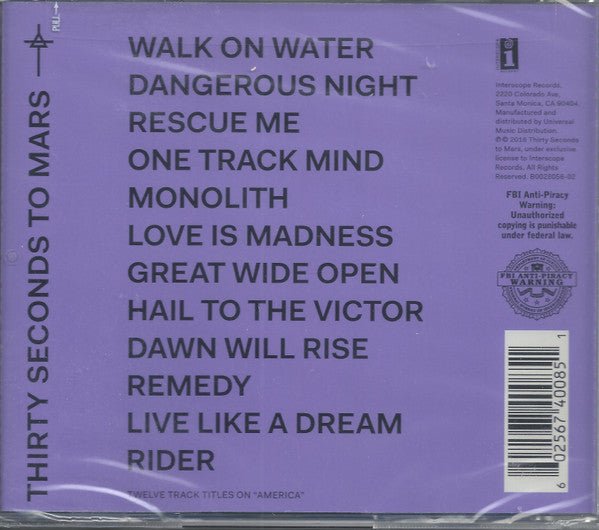 PULL
THIRTY SECONDS TO MARS
WALK ON WATER
DANGEROUS NIGHT
RESCUE ME
ONE TRACK MIND
MONOLITH
LOVE IS MADNESS
GREAT WIDE OPEN
HAIL TO THE VICTOR
DAWN WILL RISE
REMEDY
LIVE LIKE A DREAM
RIDER
TWELVE TRACK TITLES ON "AMERICA"
i
Interscope Records,
2220 Colorado Ave,
Santa Monica, CA 90404.
Manufactured and
distributed by Universal
Music Distribution.
℗© 2018 Thirty Seconds
to Mars, under exclusive
license to Interscope
Records. All Rights
Reserved. B0028056-02
FBI Anti-Piracy
Warning:
Unauthorized
copying is punishable
under federal law.
FBI ANTI-PIRACY
WARNING
6 02567 40085 1